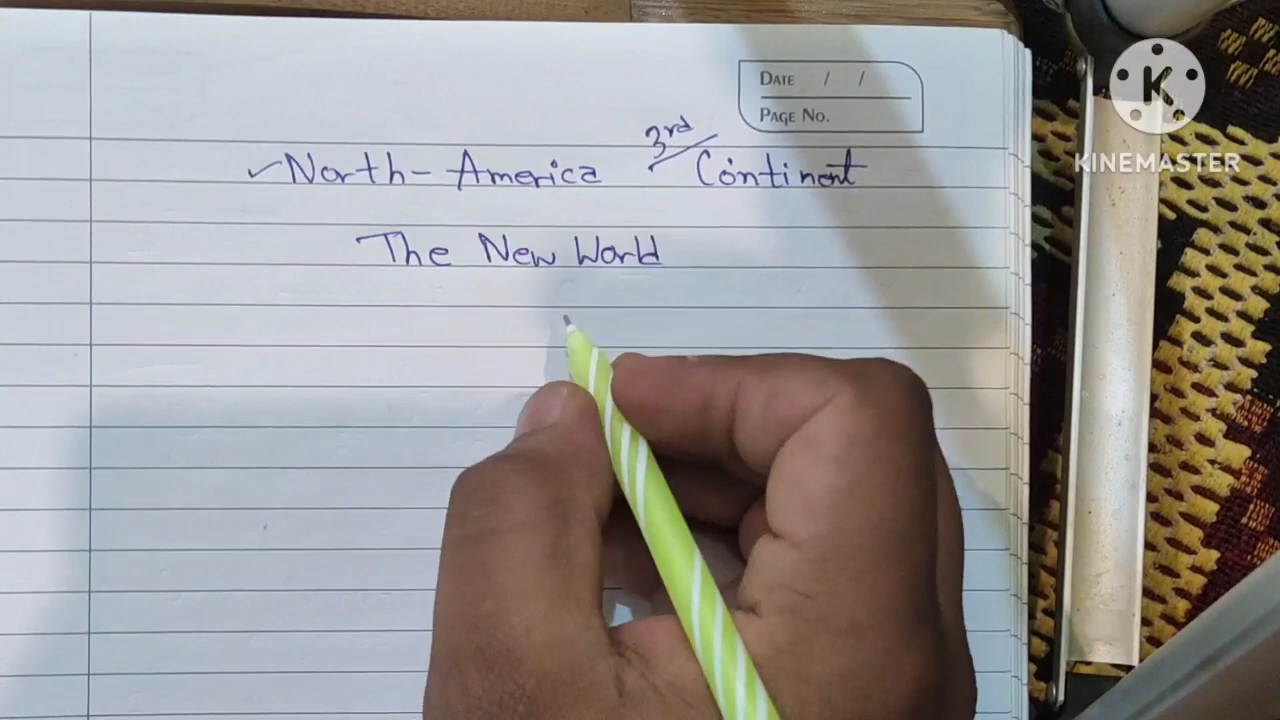 DATE / /
PAGE NO.
✓North-America 3rd Continent
The New World
KINEMASTER